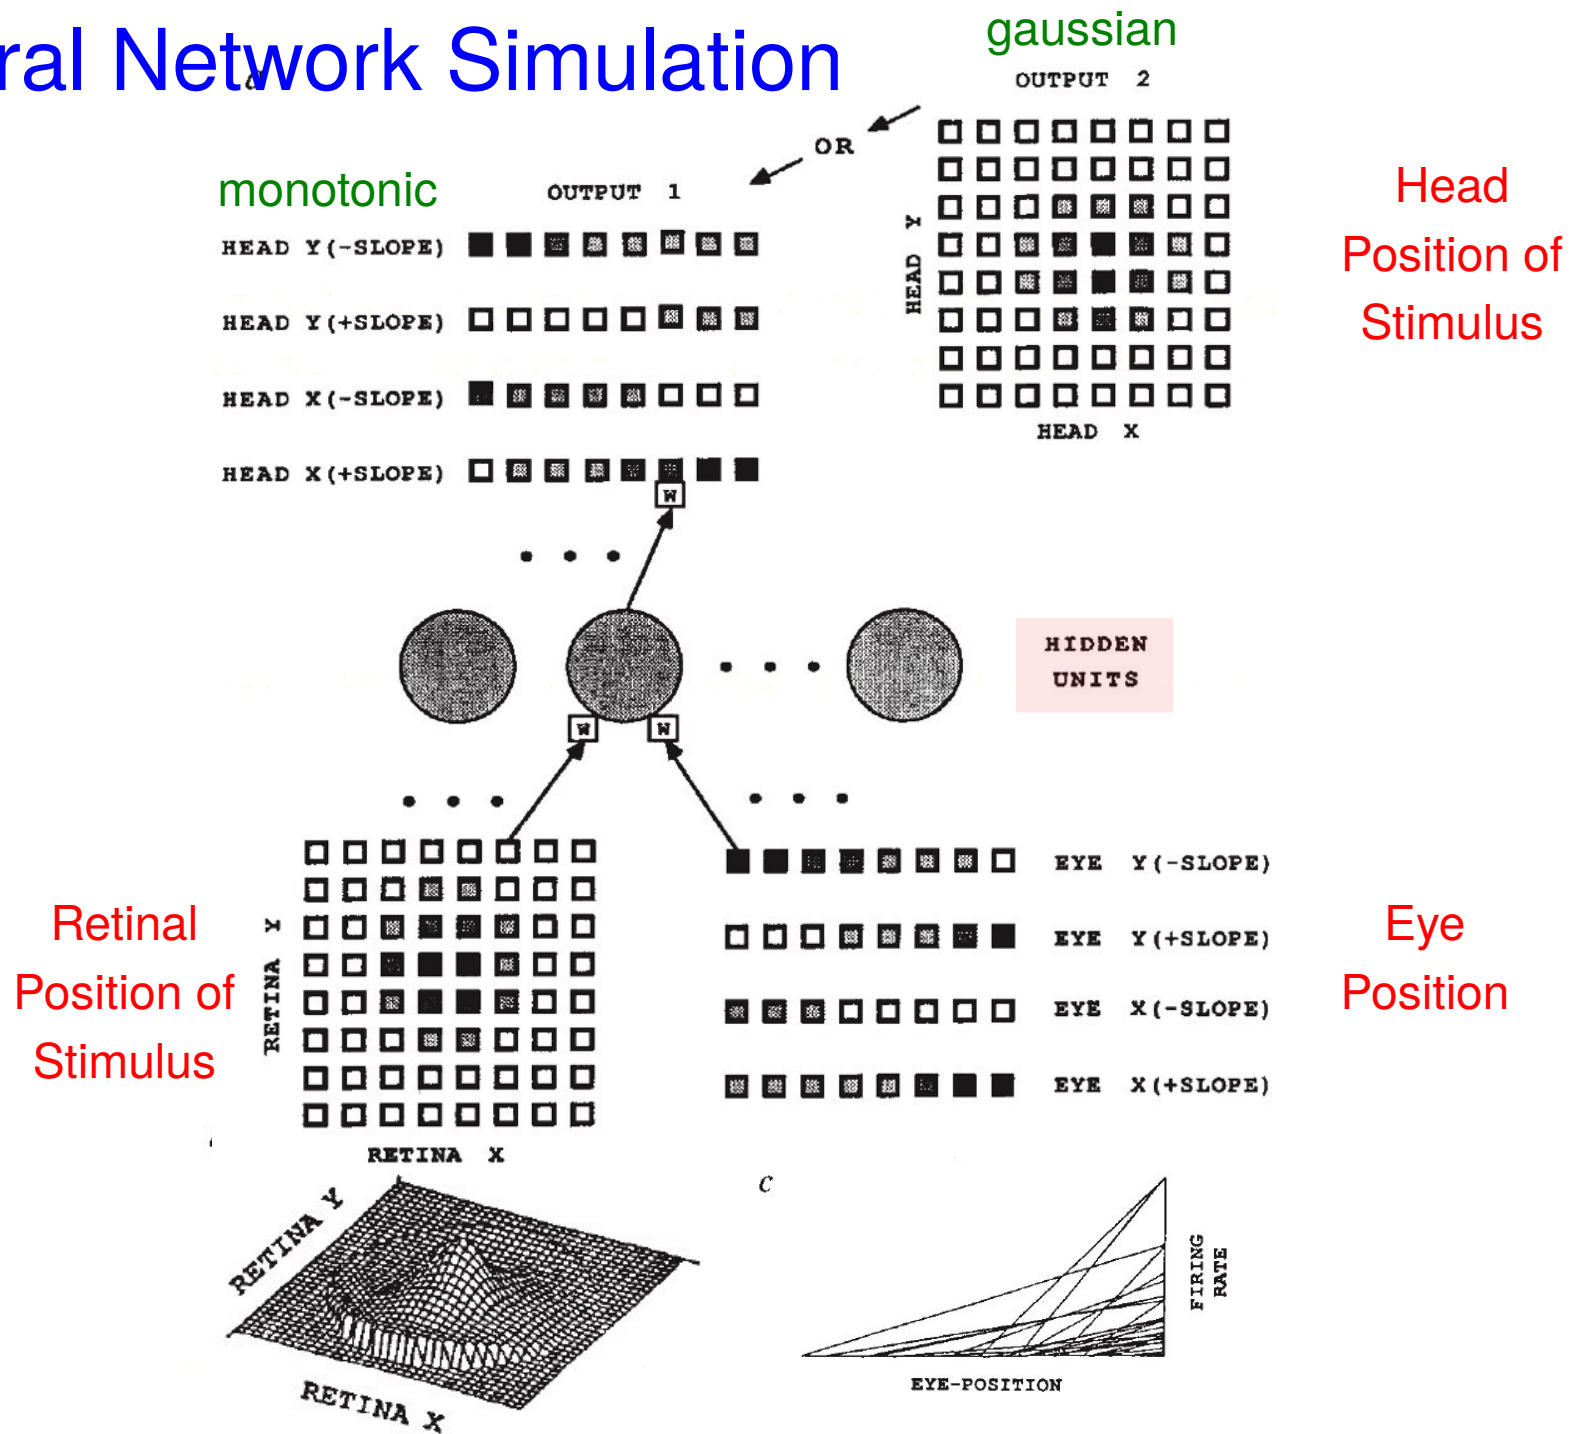 ral Network Simulation
gaussian
OUTPUT 2
OR
monotonic
OUTPUT 1
HEAD Y(-SLOPE)
HEAD Y(+SLOPE)
HEAD X(-SLOPE)
HEAD X(+SLOPE)
HEAD Y
HEAD X
Head
Position of
Stimulus
W
HIDDEN
UNITS
W W
Retinal
Position of
Stimulus
RETINA Y
RETINA X
EYE Y(-SLOPE)
EYE Y(+SLOPE)
EYE X(-SLOPE)
EYE X(+SLOPE)
Eye
Position
RETINA Y
RETINA X
c
FIRING
RATE
EYE-POSITION